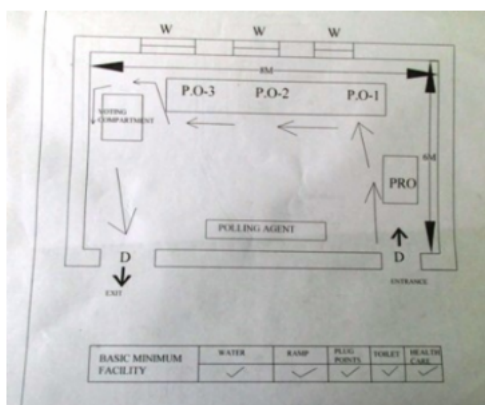 W W W
8M
P.O-3 P.O-2 P.O-1
VOTING
COMPARTMENT
6M
PRO
POLLING AGENT
D D
EXIT
ENTRANCE
BASIC MINIMUM FACILITY WATER RAMP PLUG POINTS TOILET HEALTH CARE